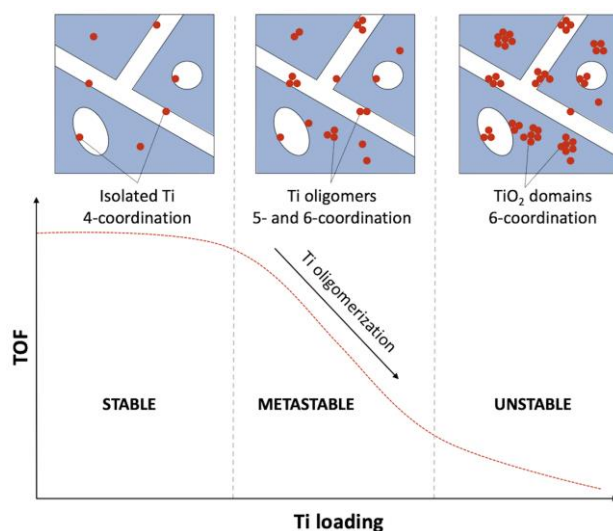 Isolated Ti
4-coordination
Ti oligomers
5- and 6-coordination
TiO₂ domains
6-coordination
TOF
Ti oligomerization
STABLE
METASTABLE
UNSTABLE
Ti loading